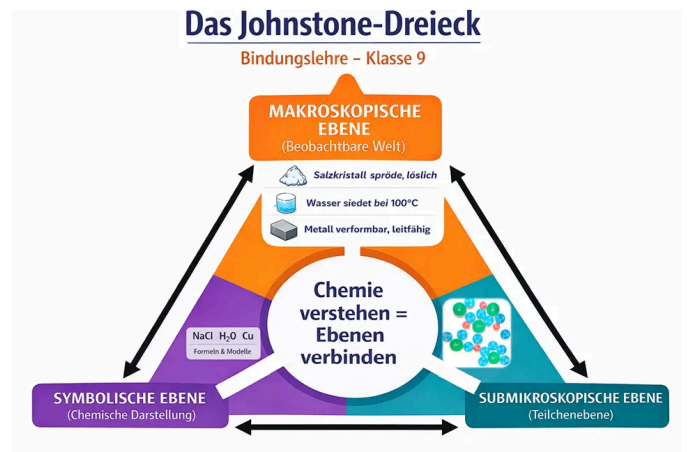 Das Johnstone-Dreieck
Bindungslehre – Klasse 9
MAKROSKOPISCHE
EBENE
(Beobachtbare Welt)
Salzkristall spröde, löslich
Wasser siedet bei 100°C
Metall verformbar, leitfähig
Chemie
verstehen =
Ebenen
verbinden
NaCl H₂O Cu
Formeln & Modelle
SYMBOLISCHE EBENE
(Chemische Darstellung)
SUBMIKROSKOPISCHE EBENE
(Teilchenebene)